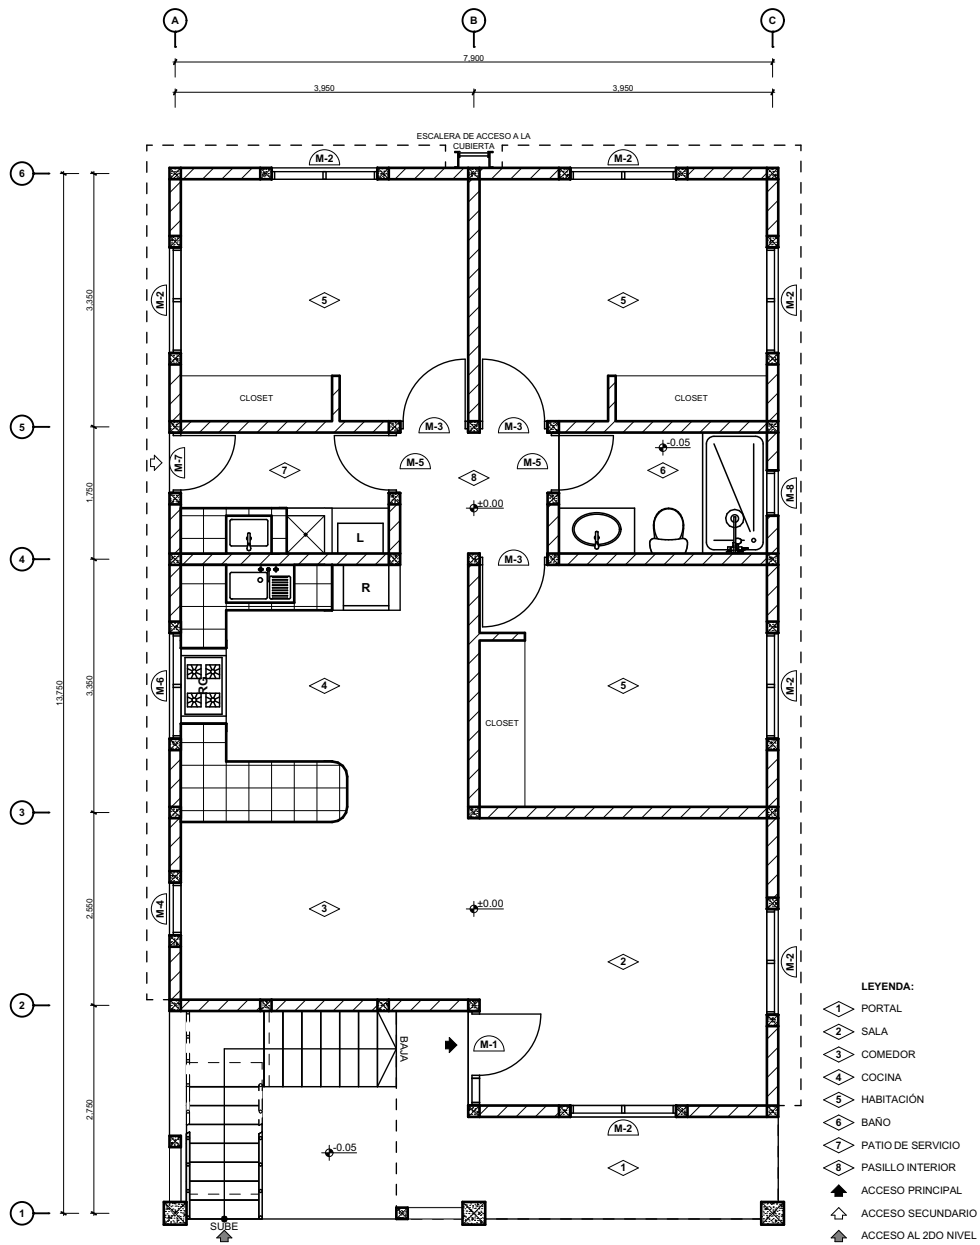 A
B
C
7,900
3,950
3,950
ESCALERA DE ACCESO A LA
CUBIERTA
6
M-2
M-2
3,350
M-2
5
5
M-2
CLOSET
CLOSET
5
M-3
M-3
-0.05
M-7
7
M-5
8
M-5
6
1,750
±0.00
M-8
L
4
M-3
R
13,750
3,350
M-6
RG
4
5
M-2
CLOSET
3
2,550
M-4
3
±0.00
2
M-2
2
BAJA
M-1
2,750
M-2
-0.05
1
1
SUBE
LEYENDA:
1 PORTAL
2 SALA
3 COMEDOR
4 COCINA
5 HABITACIÓN
6 BAÑO
7 PATIO DE SERVICIO
8 PASILLO INTERIOR
ACCESO PRINCIPAL
ACCESO SECUNDARIO
ACCESO AL 2DO NIVEL